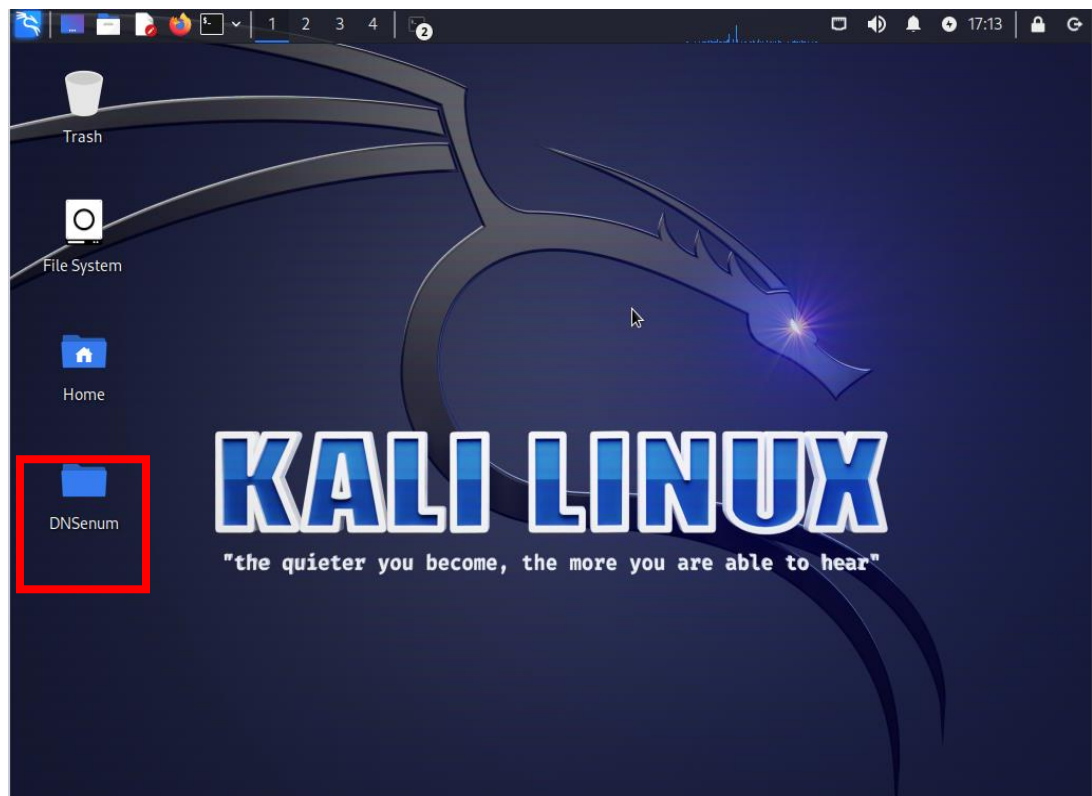 1 2 3 4 2 17:13
Trash
File System
Home
DNSenum
KALI LINUX
"the quieter you become, the more you are able to hear"